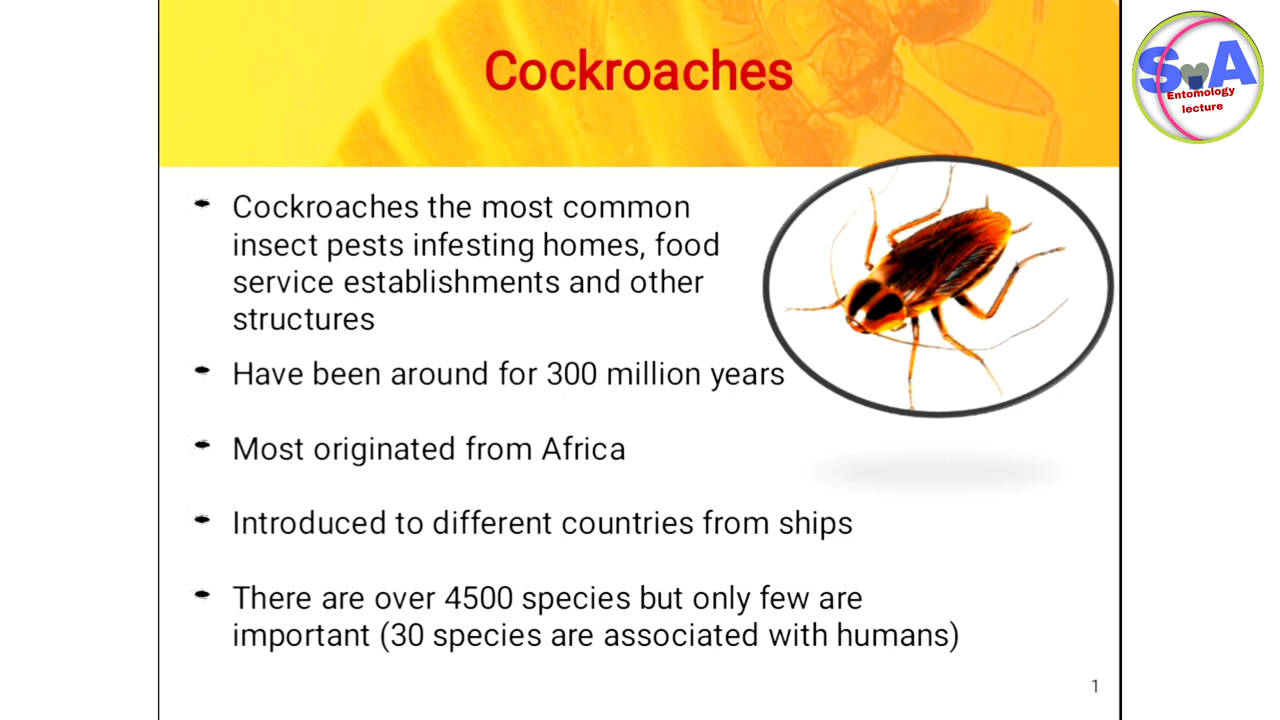 Cockroaches
S A
Entomology
lecture
Cockroaches the most common
insect pests infesting homes, food
service establishments and other
structures
Have been around for 300 million years
Most originated from Africa
Introduced to different countries from ships
There are over 4500 species but only few are
important (30 species are associated with humans)
1